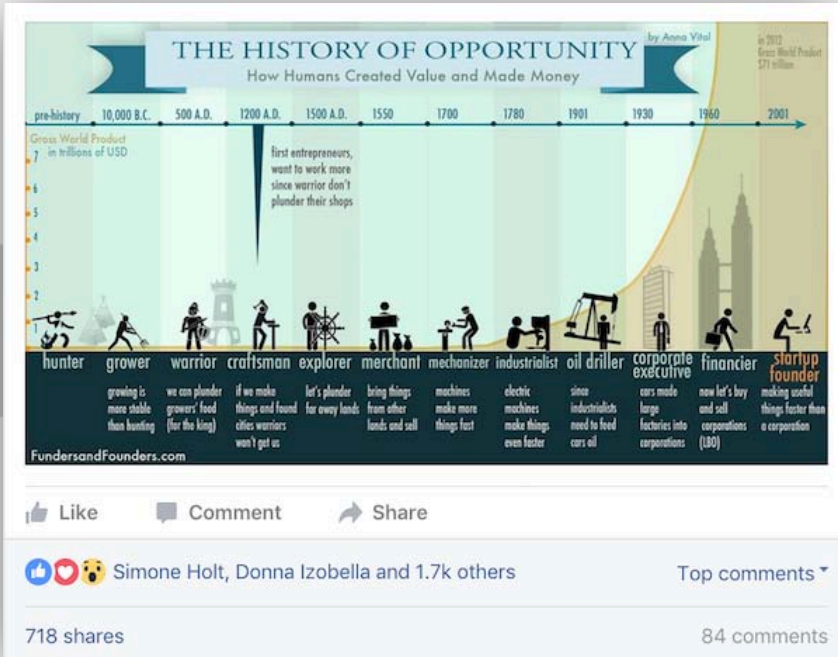 THE HISTORY OF OPPORTUNITY
How Humans Created Value and Made Money
by Anna Vital
in 2012
Gross World Product
$71 trillion
pre-history 10,000 B.C. 500 A.D. 1200 A.D. 1500 A.D. 1550 1700 1780 1901 1930 1960 2001
Gross World Product
in trillions of USD
7
6
5
4
3
2
1
first entrepreneurs,
want to work more
since warrior don't
plunder their shops
hunter
grower
warrior
craftsman
explorer
merchant
mechanizer
industrialist
oil driller
corporate
executive
financier
startup
founder
growing is
more stable
than hunting
we can plunder
growers' food
(for the king)
if we make
things and found
cities warriors
won't get us
let's plunder
far away lands
bring things
from other
lands and sell
machines
make more
things fast
electric
machines
make things
even faster
since
industrialists
need to feed
cars oil
cars made
large
factories into
corporations
now let's buy
and sell
corporations
(LBO)
making useful
things faster than
a corporation
FundersandFounders.com
Like Comment Share
Simone Holt, Donna Izobella and 1.7k others
Top comments
718 shares
84 comments